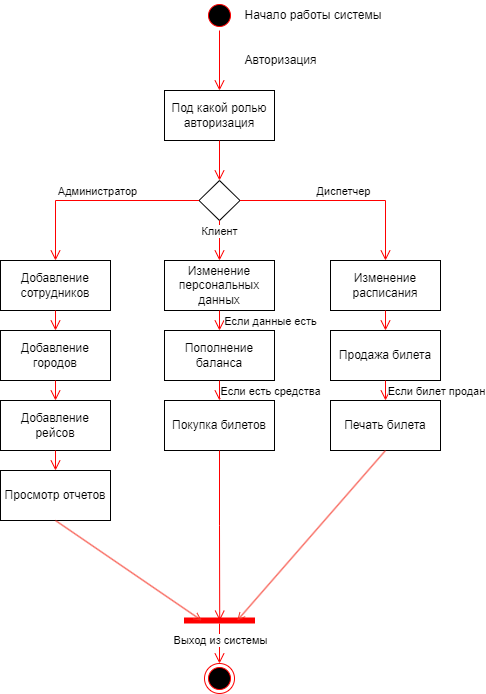 Начало работы системы
Авторизация
Под какой ролью
авторизация
Администратор
Диспетчер
Клиент
Добавление
сотрудников
Изменение
персональных
данных
Изменение
расписания
Если данные есть
Добавление
городов
Пополнение
баланса
Продажа билета
Если есть средства
Если билет продан
Добавление
рейсов
Покупка билетов
Печать билета
Просмотр отчетов
Выход из системы